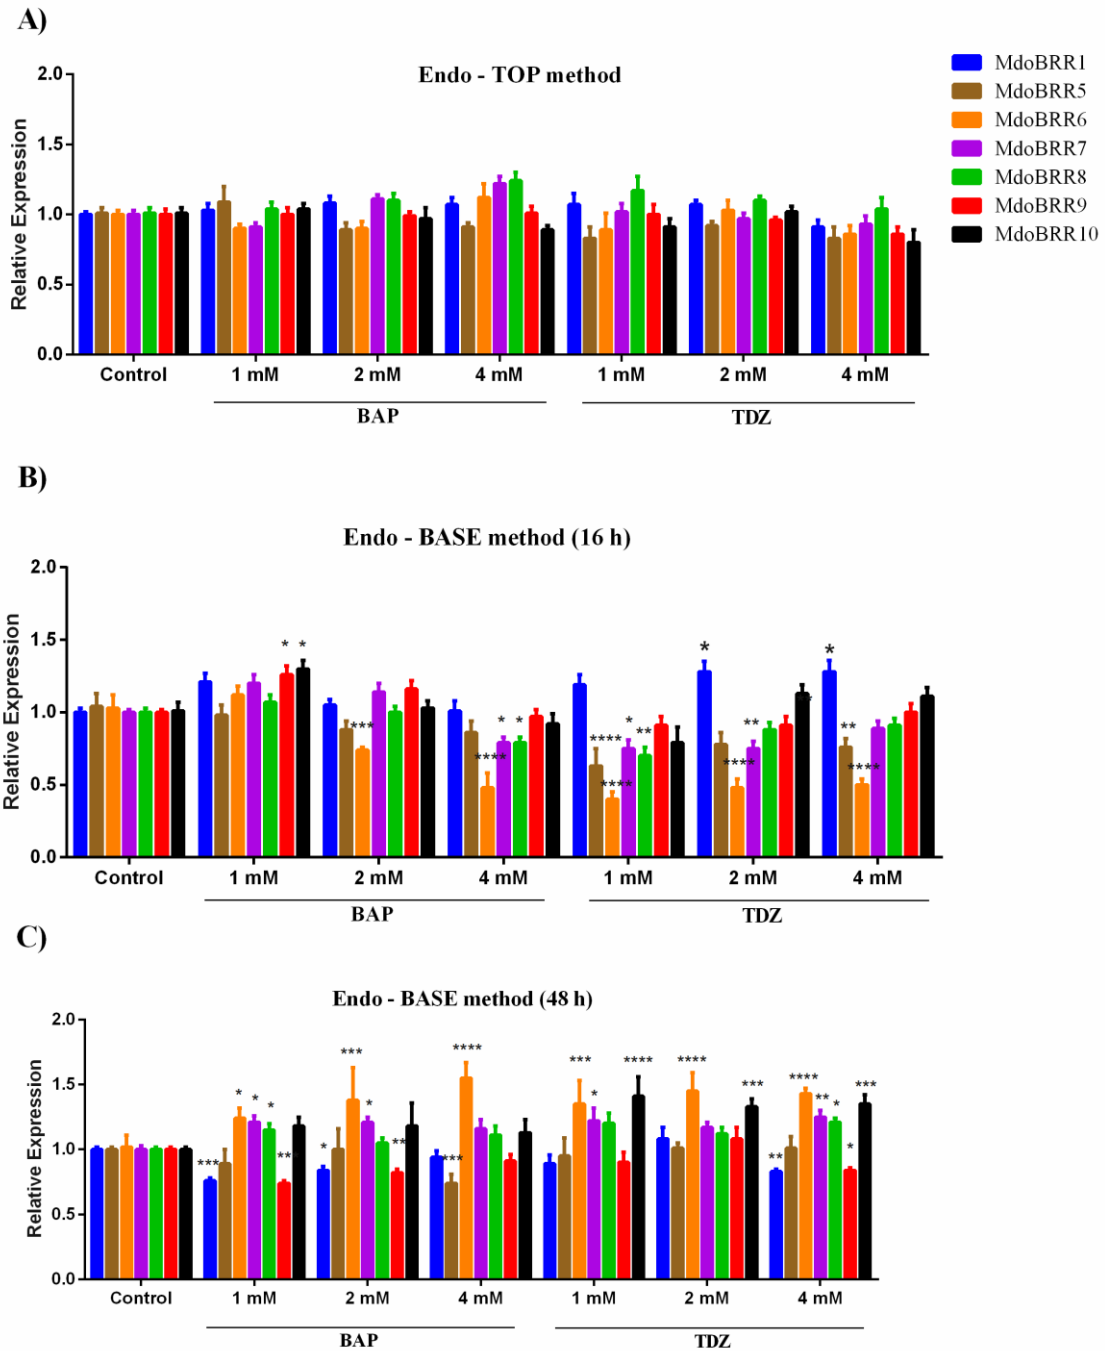 A)
Endo - TOP method
MdoBRR1
MdoBRR5
MdoBRR6
MdoBRR7
MdoBRR8
MdoBRR9
MdoBRR10
Relative Expression
2.0
1.5
1.0
0.5
0.0
Control 1 mM 2 mM 4 mM 1 mM 2 mM 4 mM
BAP TDZ
B)
Endo - BASE method (16 h)
Relative Expression
2.0
1.5
1.0
0.5
0.0
* * *** **** * * **** **** * ** * **** ** * ** ****
Control 1 mM 2 mM 4 mM 1 mM 2 mM 4 mM
BAP TDZ
C)
Endo - BASE method (48 h)
Relative Expression
2.0
1.5
1.0
0.5
0.0
*** * * * *** * *** * ** *** **** *** * **** **** *** ** **** ** * * ***
Control 1 mM 2 mM 4 mM 1 mM 2 mM 4 mM
BAP TDZ